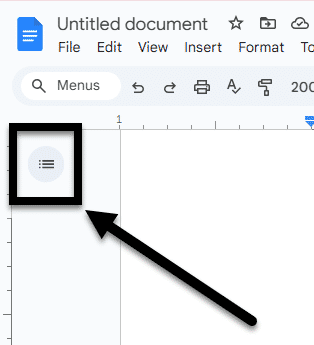 Untitled document
File Edit View Insert Format To
Menus 200
1